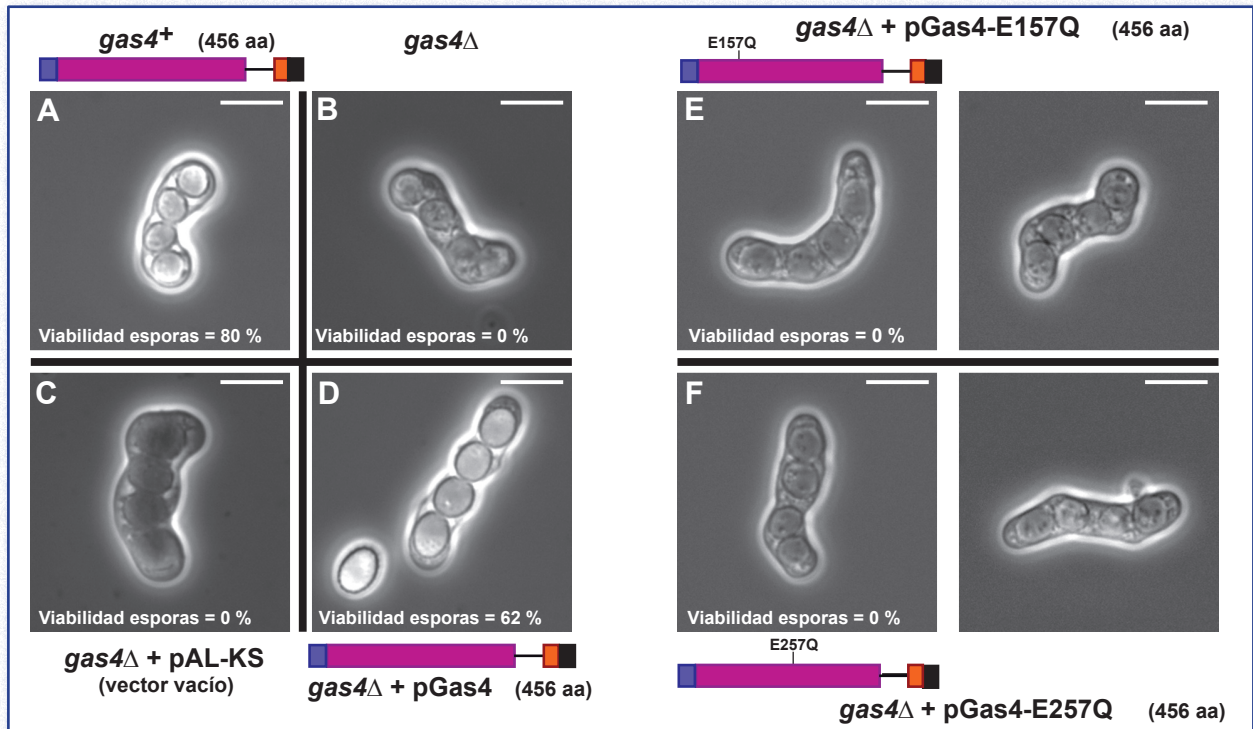 gas4+ (456 aa)
gas4Δ
A
Viabilidad esporas = 80 %
B
Viabilidad esporas = 0 %
C
Viabilidad esporas = 0 %
D
Viabilidad esporas = 62 %
gas4Δ + pAL-KS
(vector vacío)
gas4Δ + pGas4 (456 aa)
gas4Δ + pGas4-E157Q (456 aa)
E157Q
E
Viabilidad esporas = 0 %
F
Viabilidad esporas = 0 %
E257Q
gas4Δ + pGas4-E257Q (456 aa)